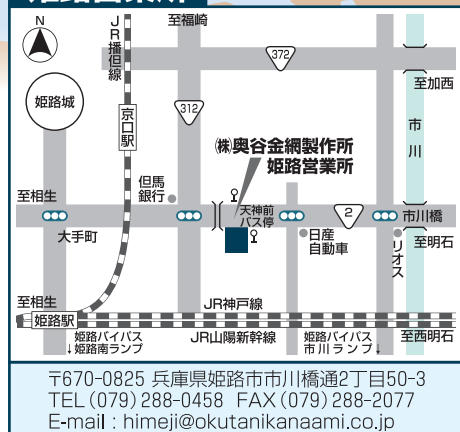 姫路営業所
N
JR播但線
至福崎
372
至加西
姫路城
京口駅
312
市川
㈱奥谷金網製作所
姫路営業所
但馬
銀行
至相生
天神前
バス停
2
市川橋
大手町
日産
自動車
リオス
至明石
至相生
JR神戸線
姫路駅
姫路バイパス
↓姫路南ランプ
JR山陽新幹線
姫路バイパス
市川ランプ↓
至西明石
〒670-0825 兵庫県姫路市市川橋通2丁目50-3
TEL(079)288-0458 FAX(079)288-2077
E-mail : himeji@okutanikanaami.co.jp